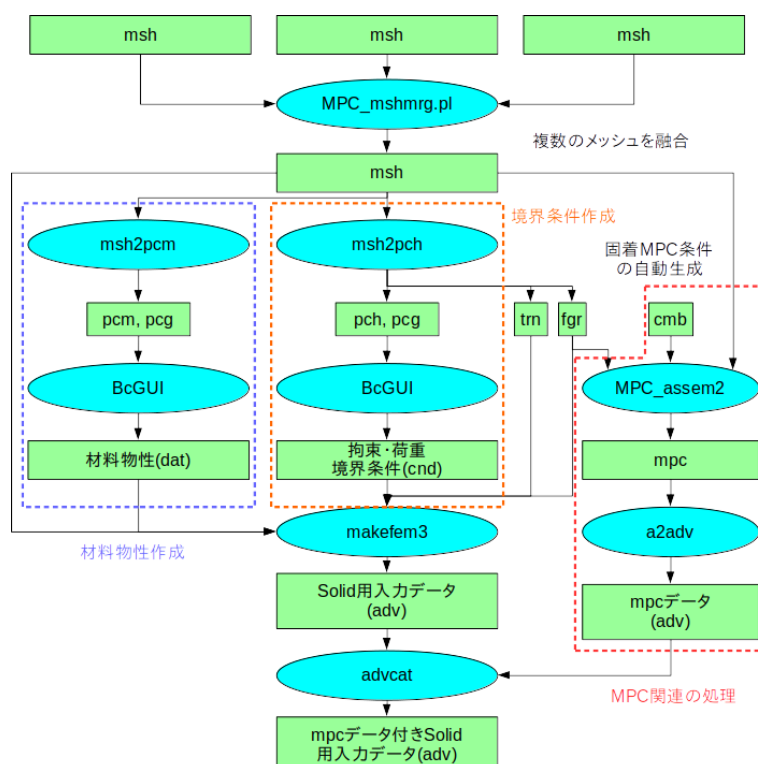 msh
msh
msh
MPC_mshmrg.pl
複数のメッシュを融合
msh
境界条件作成
msh2pcm
msh2pch
固着MPC条件
の自動生成
pcm, pcg
pch, pcg
trn
fgr
cmb
BcGUI
BcGUI
MPC_assem2
材料物性(dat)
拘束・荷重
境界条件(cnd)
mpc
材料物性作成
makefem3
a2adv
Solid用入力データ
(adv)
mpcデータ
(adv)
advcat
MPC関連の処理
mpcデータ付きSolid
用入力データ(adv)